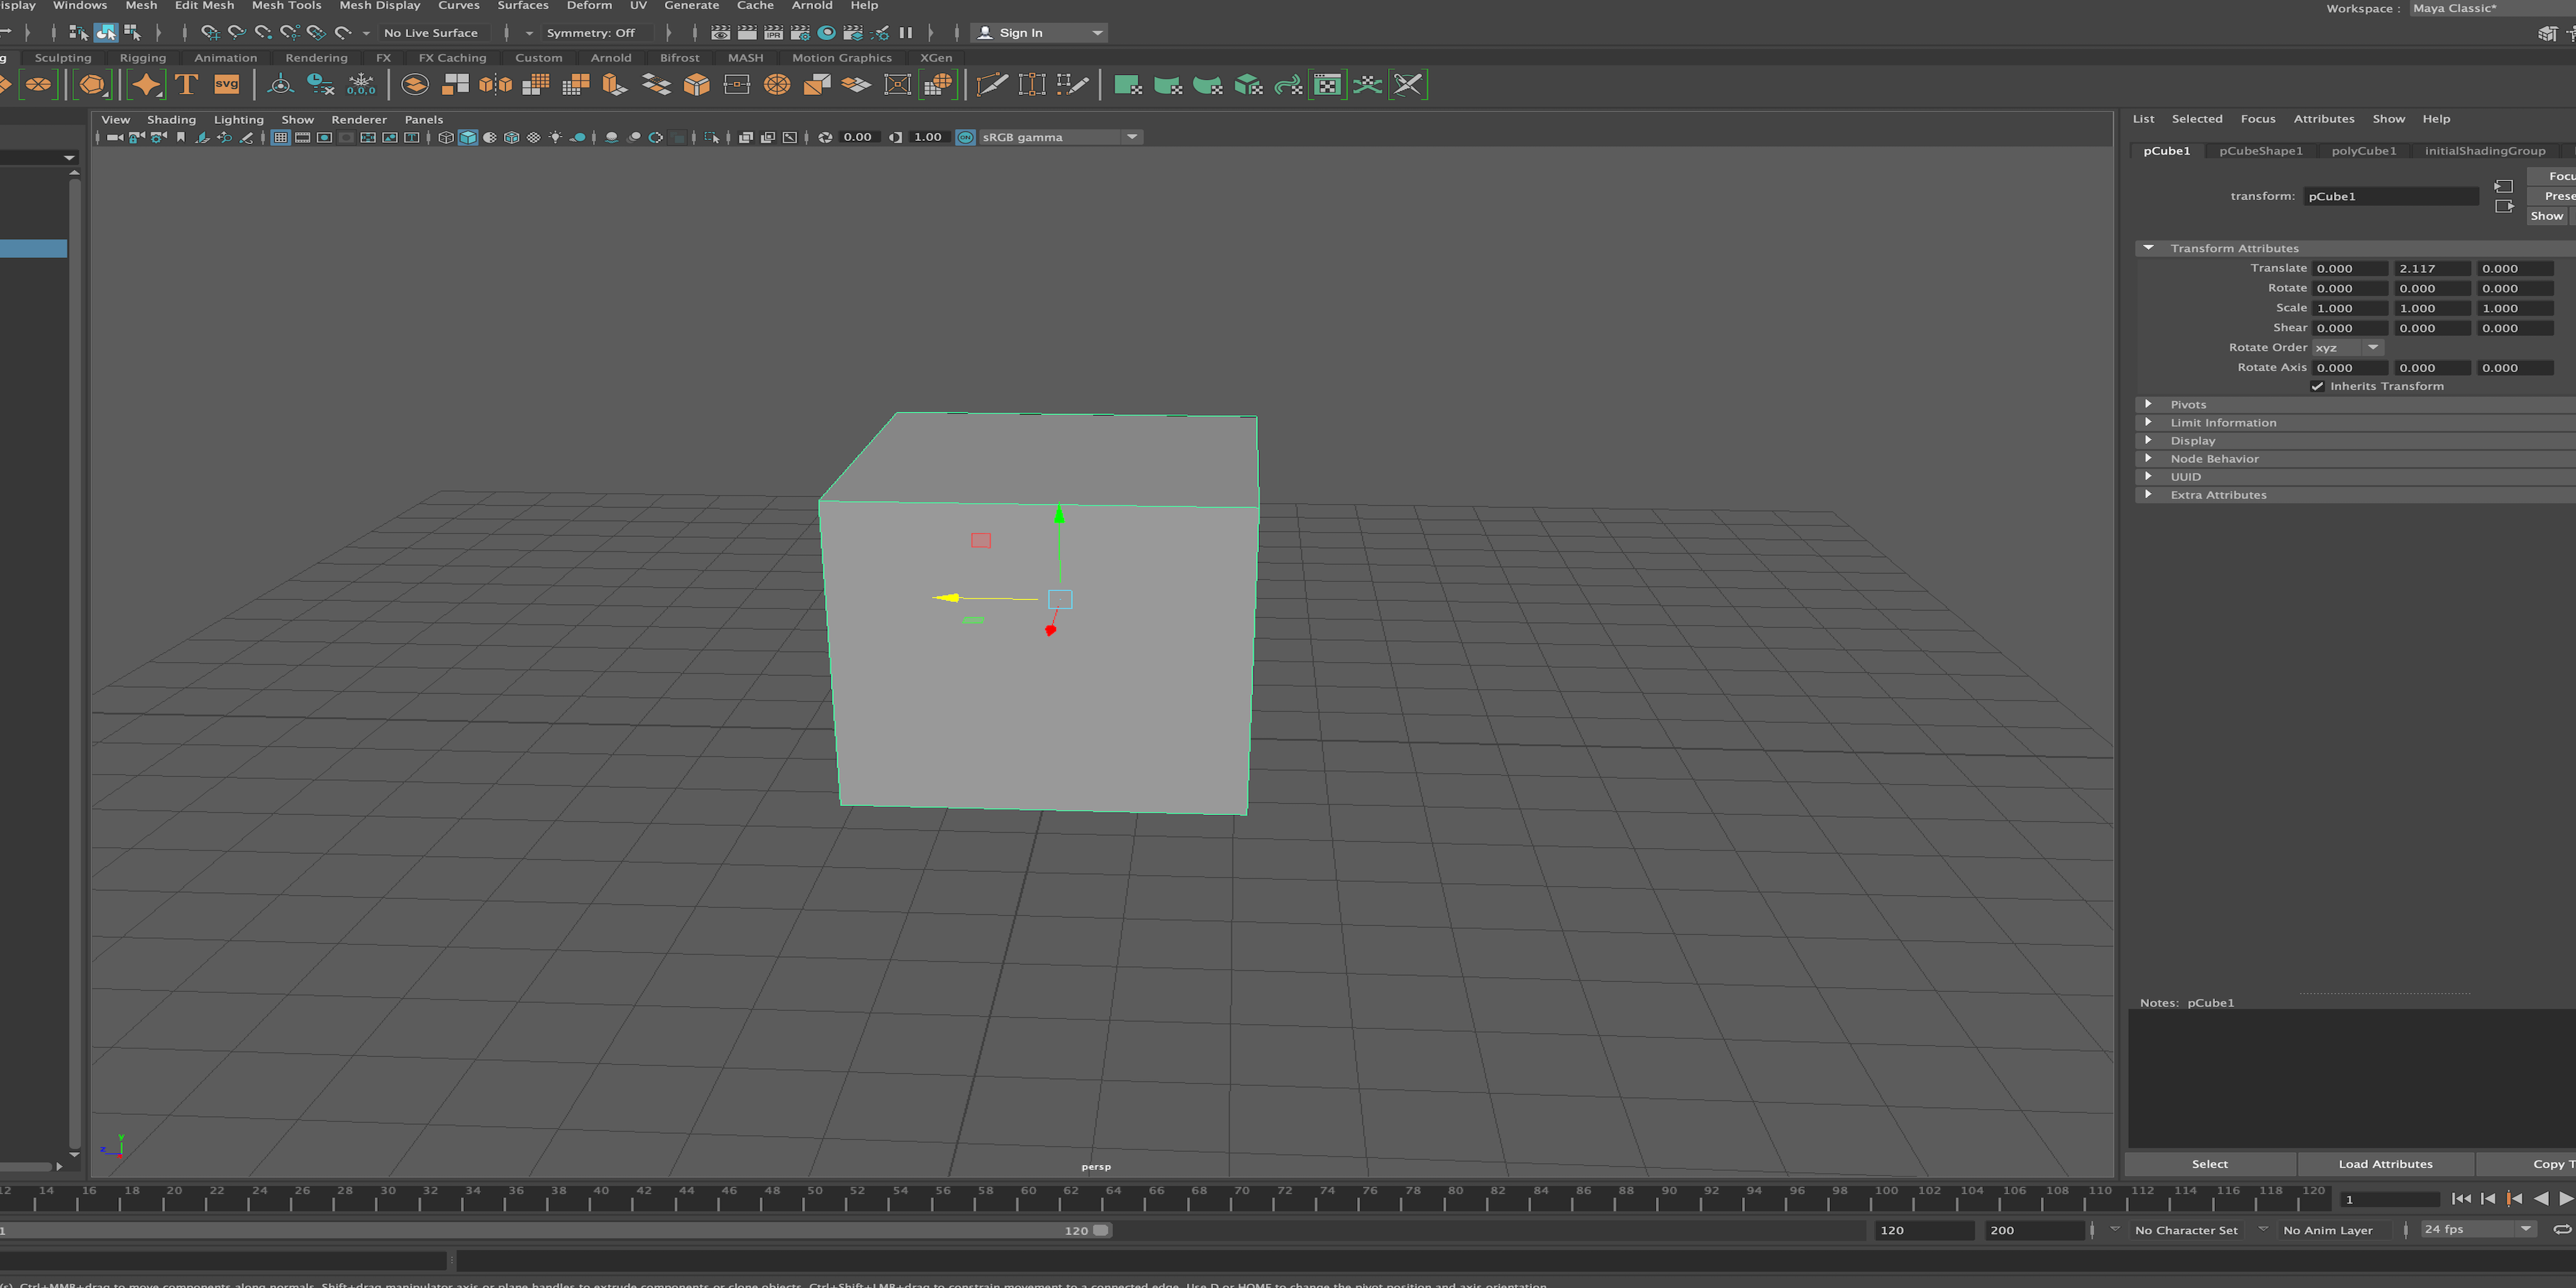 isplay Windows Mesh Edit Mesh Mesh Tools Mesh Display Curves Surfaces Deform UV Generate Cache Arnold Help
Workspace : Maya Classic*
No Live Surface Symmetry: Off Sign In
g Sculpting Rigging Animation Rendering FX FX Caching Custom Arnold Bifrost MASH Motion Graphics XGen
T svg 0,0,0
View Shading Lighting Show Renderer Panels
0.00 1.00 ON sRGB gamma
List Selected Focus Attributes Show Help
pCube1 pCubeShape1 polyCube1 initialShadingGroup
Focu
transform: pCube1
Prese
Show
Transform Attributes
Translate 0.000 2.117 0.000
Rotate 0.000 0.000 0.000
Scale 1.000 1.000 1.000
Shear 0.000 0.000 0.000
Rotate Order xyz
Rotate Axis 0.000 0.000 0.000
Inherits Transform
Pivots
Limit Information
Display
Node Behavior
UUID
Extra Attributes
Notes: pCube1
y
z
persp
Select Load Attributes Copy T
12 14 16 18 20 22 24 26 28 30 32 34 36 38 40 42 44 46 48 50 52 54 56 58 60 62 64 66 68 70 72 74 76 78 80 82 84 86 88 90 92 94 96 98 100 102 104 106 108 110 112 114 116 118 120 1
1 120 120 200 No Character Set No Anim Layer 24 fps
(s). Ctrl+MMB+drag to move components along normals. Shift+drag manipulator axis or plane handles to extrude components or clone objects. Ctrl+Shift+LMB+drag to constrain movement to a connected edge. Use D or HOME to change the pivot position and axis orientation.